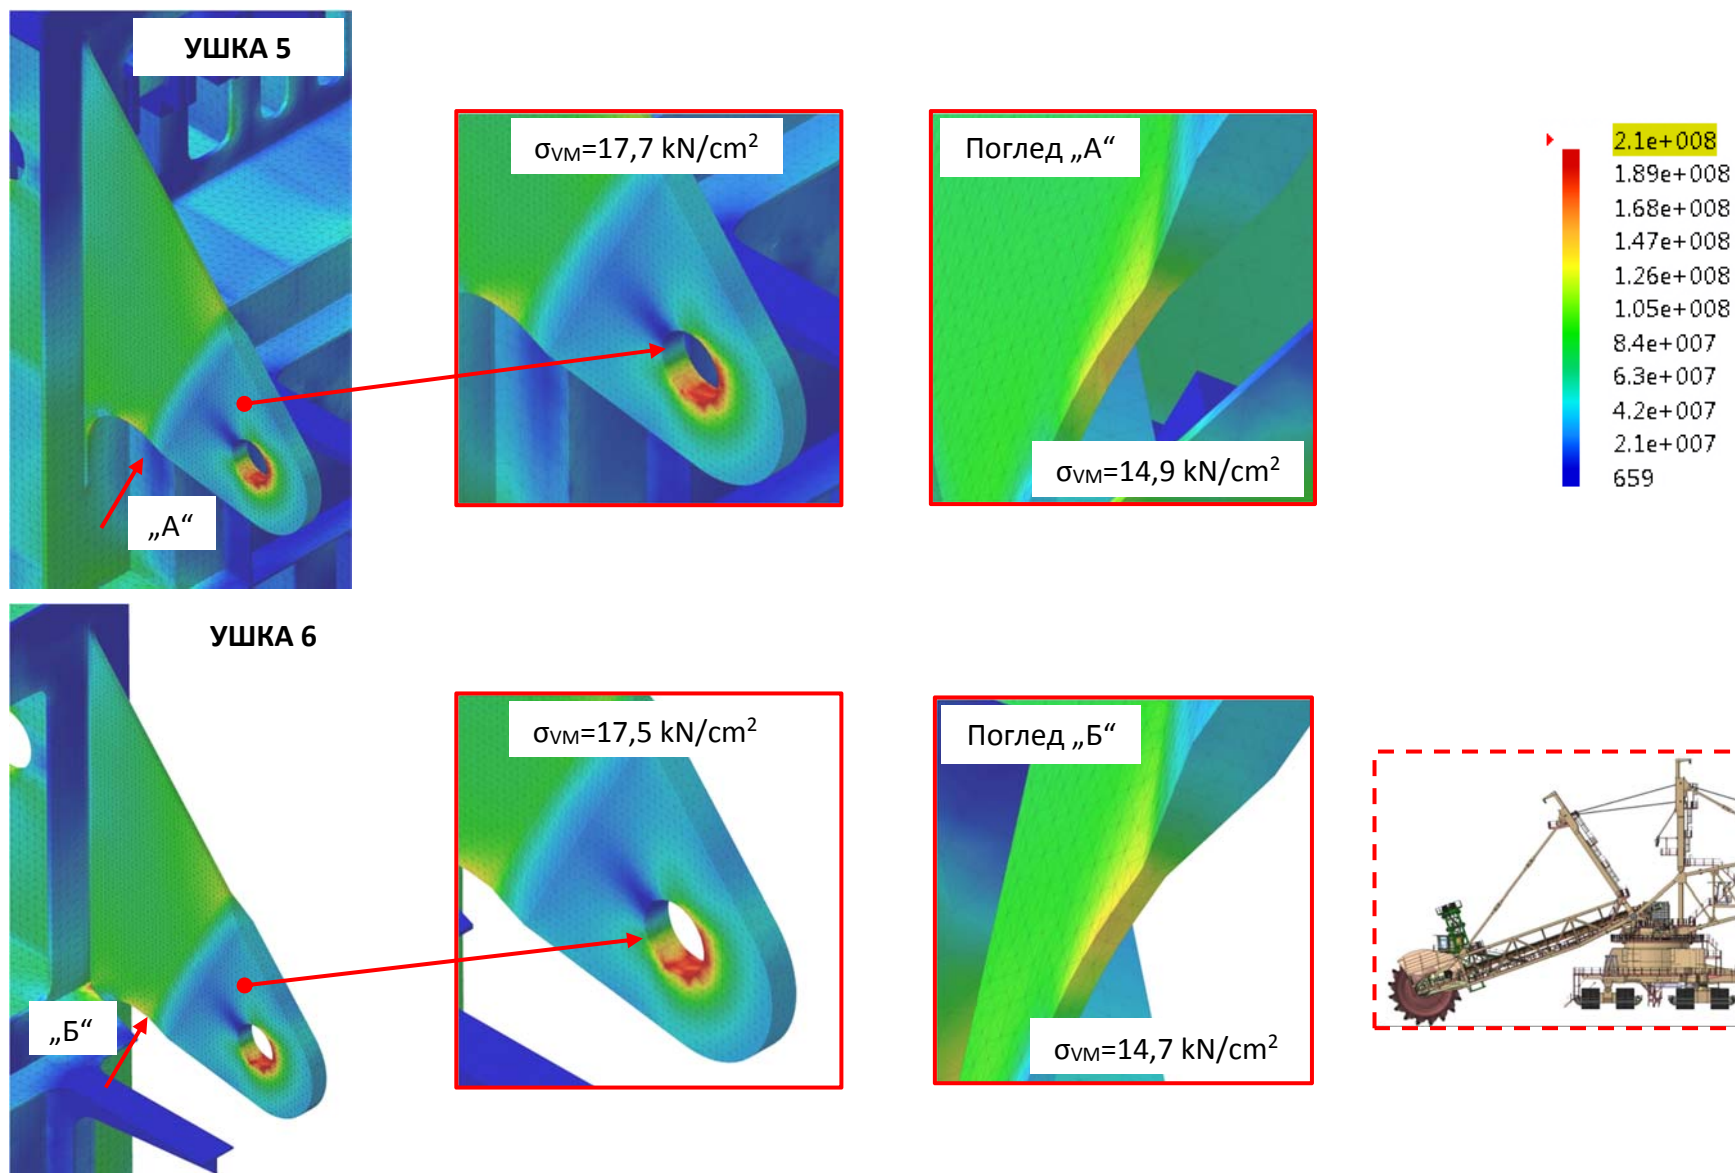 УШКА 5
σVM=17,7 kN/cm²
Поглед „А“
σVM=14,9 kN/cm²
„А“
2.1e+008
1.89e+008
1.68e+008
1.47e+008
1.26e+008
1.05e+008
8.4e+007
6.3e+007
4.2e+007
2.1e+007
659
УШКА 6
σVM=17,5 kN/cm²
Поглед „Б“
σVM=14,7 kN/cm²
„Б“